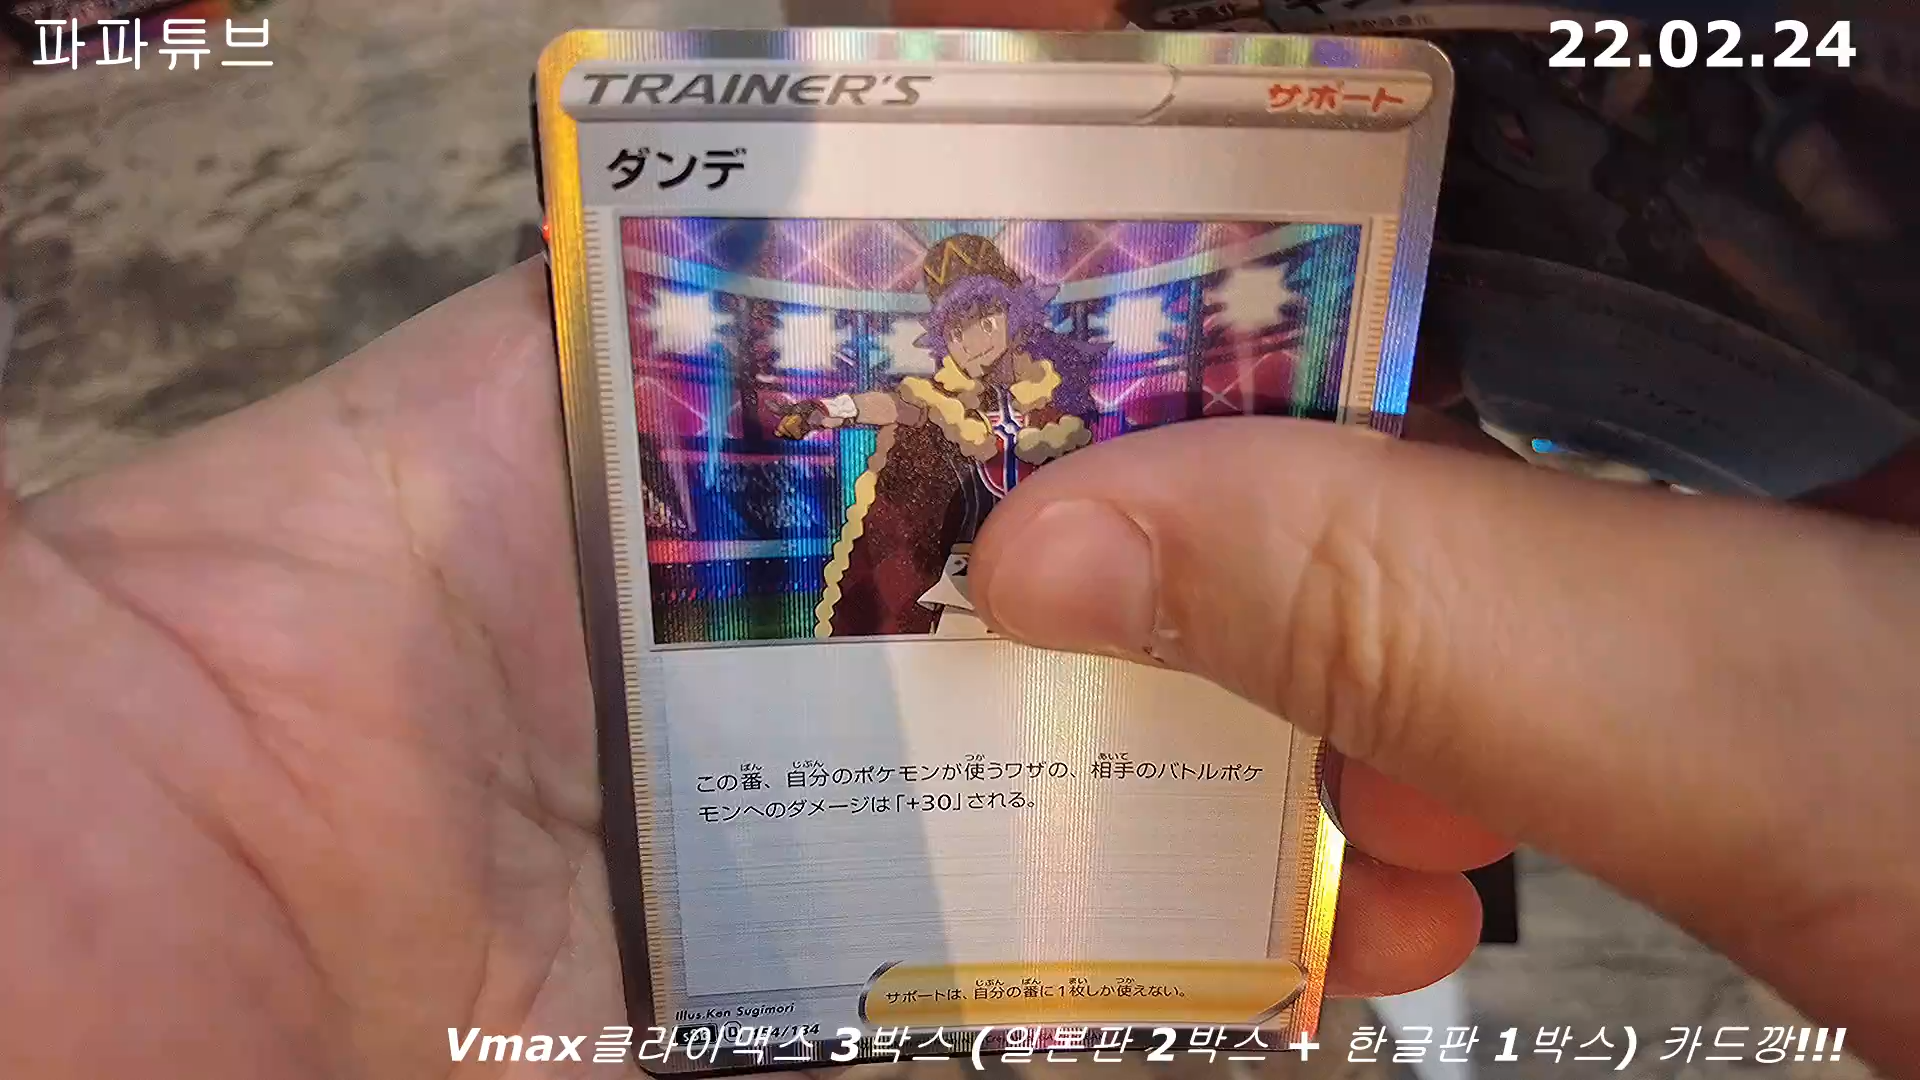 파파튜브
22.02.24
TRAINER'S
サポート
ダンデ
この番、自分のポケモンが使うワザの、相手のバトルポケ
モンへのダメージは「+30」される。
サポートは、自分の番に1枚しか使えない。
Illus.Ken Sugimori
Vmax클라이맥스 3박스 (일본판 2박스 + 한글판 1박스) 카드깡!!!